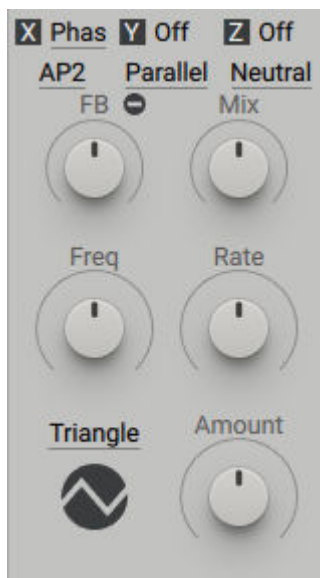 X Phas Y Off Z Off
AP2 Parallel Neutral
FB Mix
Freq Rate
Triangle Amount